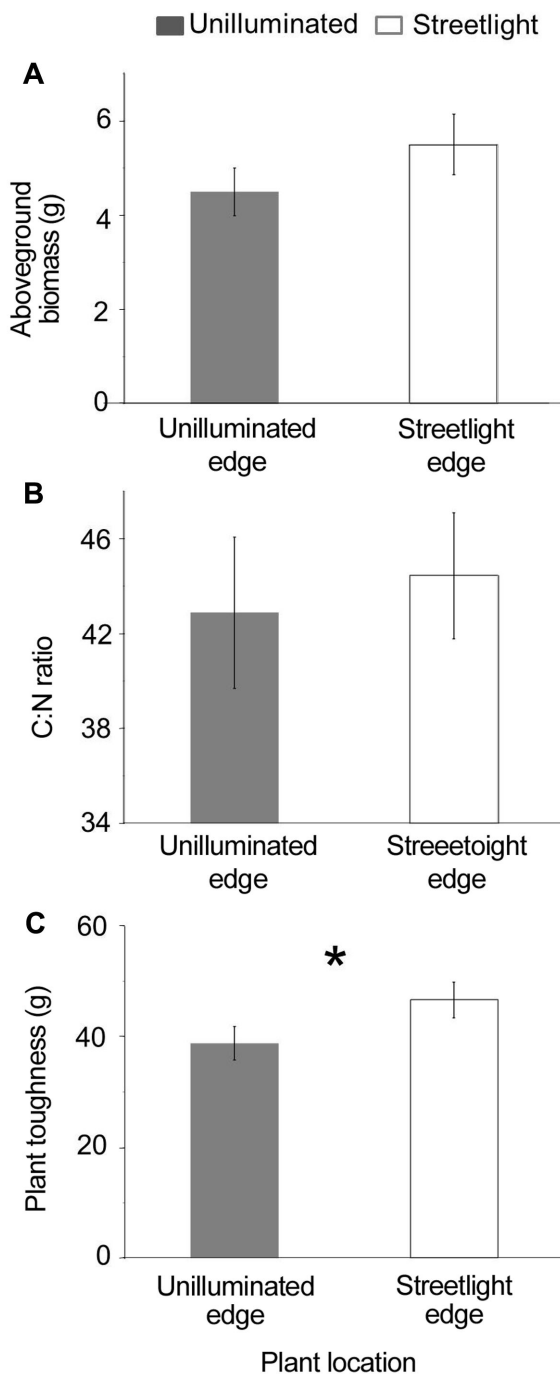 Unilluminated Streetlight
A
6
4
2
0
Aboveground
biomass (g)
Unilluminated
edge
Streetlight
edge
B
46
42
38
34
C:N ratio
Unilluminated
edge
Streeetoight
edge
C
60
40
20
0
Plant toughness (g)
*
Unilluminated
edge
Streetlight
edge
Plant location